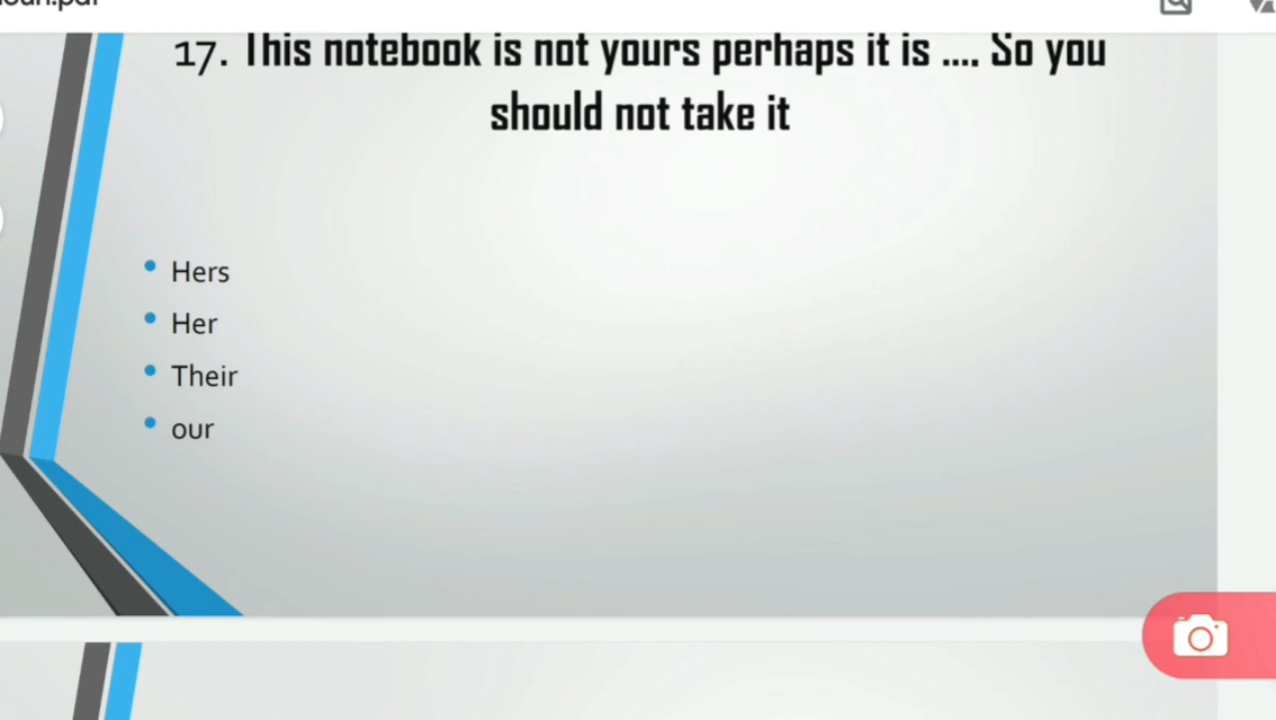 17. This notebook is not yours perhaps it is .... So you
should not take it
• Hers
• Her
• Their
• our